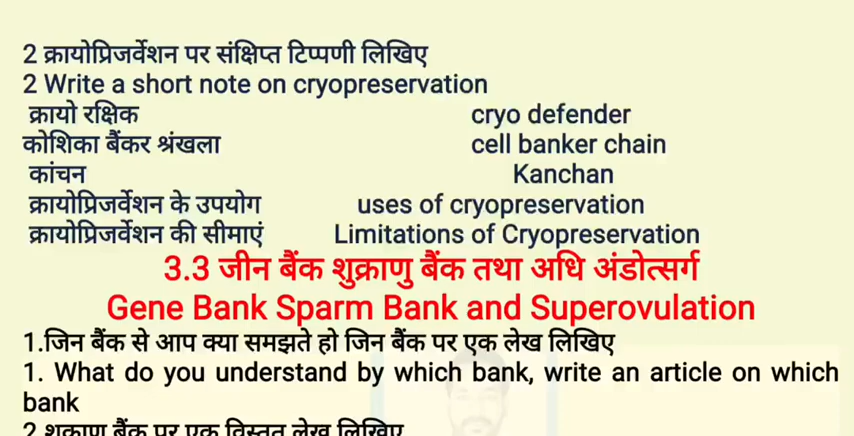 2 क्रायोप्रिजर्वेशन पर संक्षिप्त टिप्पणी लिखिए
2 Write a short note on cryopreservation
क्रायो रक्षिक cryo defender
कोशिका बैंकर श्रंखला cell banker chain
कांचन Kanchan
क्रायोप्रिजर्वेशन के उपयोग uses of cryopreservation
क्रायोप्रिजर्वेशन की सीमाएं Limitations of Cryopreservation
3.3 जीन बैंक शुक्राणु बैंक तथा अधि अंडोत्सर्ग
Gene Bank Sparm Bank and Superovulation
1.जिन बैंक से आप क्या समझते हो जिन बैंक पर एक लेख लिखिए
1. What do you understand by which bank, write an article on which
bank
2 शुक्राणु बैंक पर एक विस्तृत लेख लिखिए